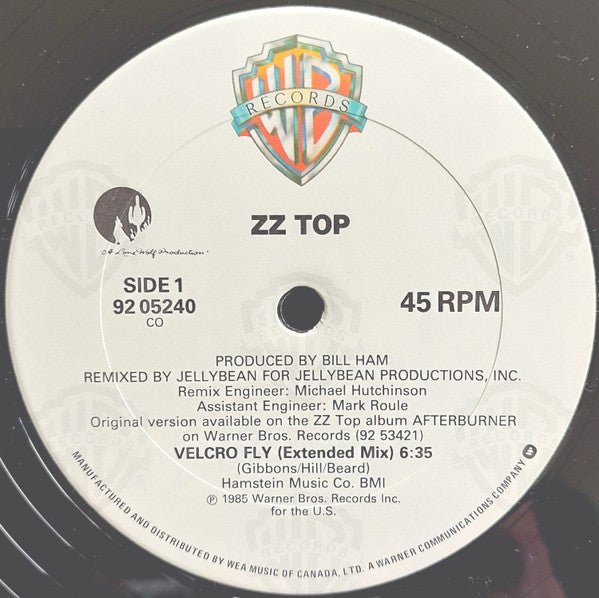 WB
RECORDS
ZZ TOP
A Lone Wolf Production
SIDE 1
92 05240
CO
45 RPM
PRODUCED BY BILL HAM
REMIXED BY JELLYBEAN FOR JELLYBEAN PRODUCTIONS, INC.
Remix Engineer: Michael Hutchinson
Assistant Engineer: Mark Roule
Original version available on the ZZ Top album AFTERBURNER
on Warner Bros. Records (92 53421)
VELCRO FLY (Extended Mix) 6:35
(Gibbons/Hill/Beard)
Hamstein Music Co. BMI
℗ 1985 Warner Bros. Records Inc.
for the U.S.
MANUFACTURED AND DISTRIBUTED BY WEA MUSIC OF CANADA, LTD. A WARNER COMMUNICATIONS COMPANY